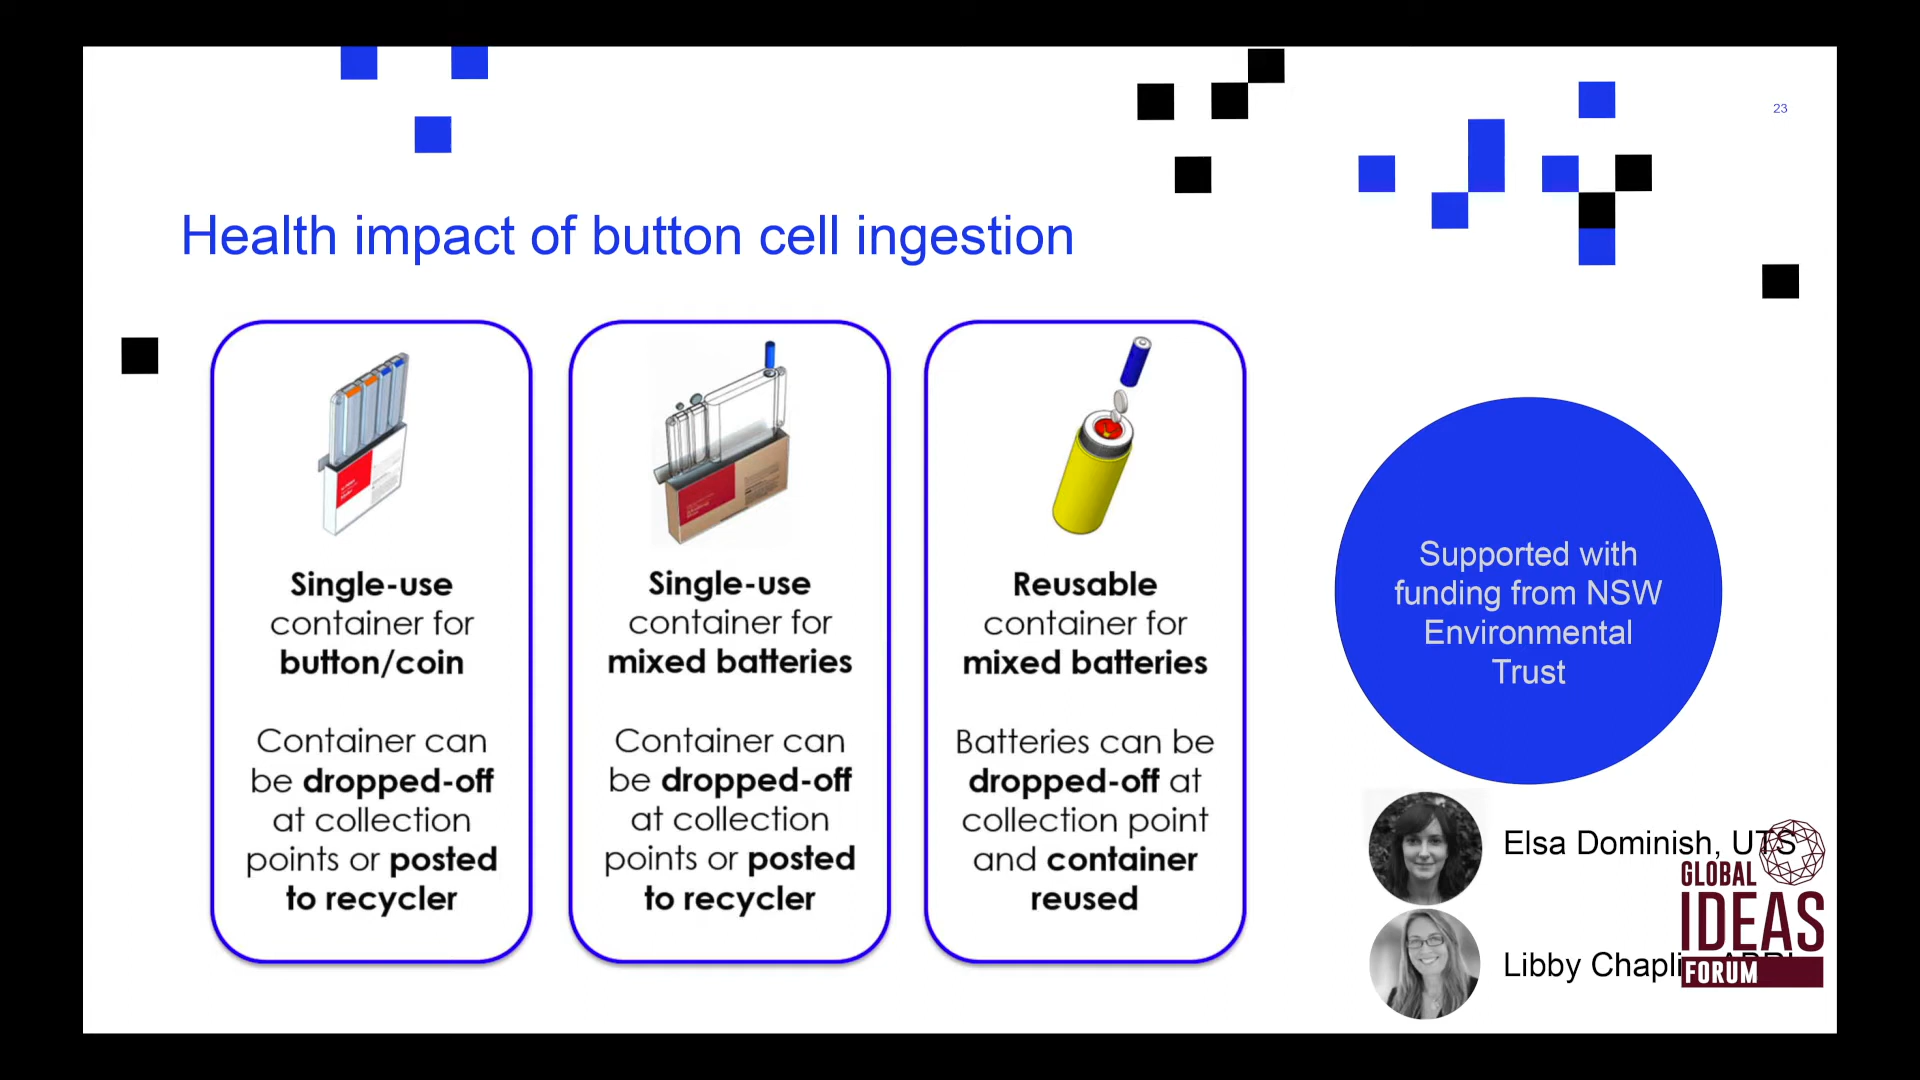 23
Health impact of button cell ingestion
Single-use
container for
button/coin
Container can
be dropped-off
at collection
points or posted
to recycler
Single-use
container for
mixed batteries
Container can
be dropped-off
at collection
points or posted
to recycler
Reusable
container for
mixed batteries
Batteries can be
dropped-off at
collection point
and container
reused
Supported with
funding from NSW
Environmental
Trust
Elsa Dominish, UTS
Libby
GLOBAL
IDEAS
FORUM